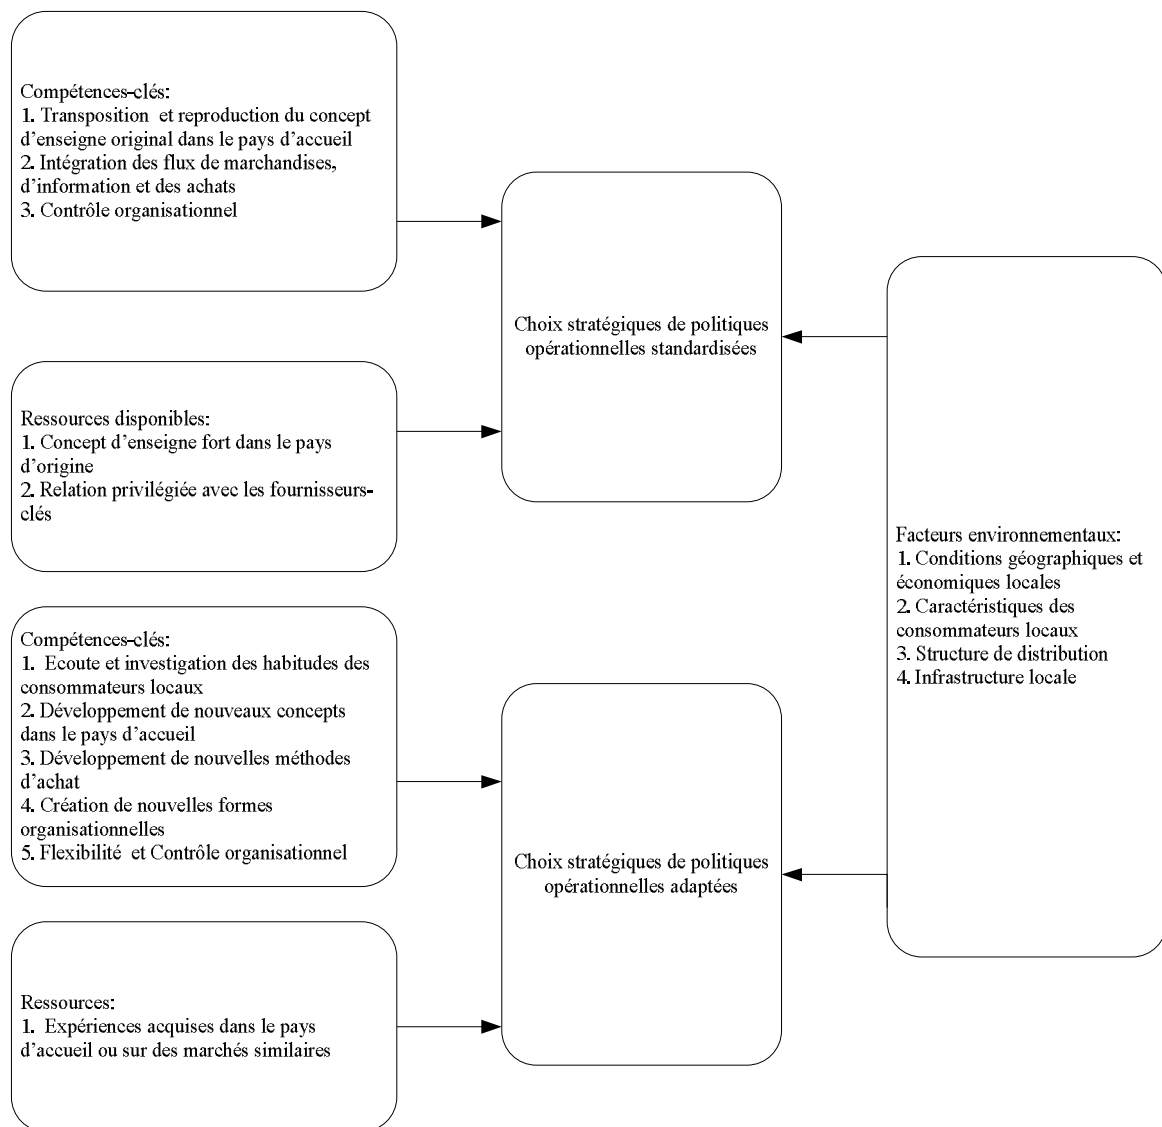 Compétences-clés:
1. Transposition et reproduction du concept
d'enseigne original dans le pays d'accueil
2. Intégration des flux de marchandises,
d'information et des achats
3. Contrôle organisationnel
Choix stratégiques de politiques
opérationnelles standardisées
Ressources disponibles:
1. Concept d'enseigne fort dans le pays
d'origine
2. Relation privilégiée avec les fournisseurs-
clés
Facteurs environnementaux:
1. Conditions géographiques et
économiques locales
2. Caractéristiques des
consommateurs locaux
3. Structure de distribution
4. Infrastructure locale
Compétences-clés:
1. Ecoute et investigation des habitudes des
consommateurs locaux
2. Développement de nouveaux concepts
dans le pays d'accueil
3. Développement de nouvelles méthodes
d'achat
4. Création de nouvelles formes
organisationnelles
5. Flexibilité et Contrôle organisationnel
Choix stratégiques de politiques
opérationnelles adaptées
Ressources:
1. Expériences acquises dans le pays
d'accueil ou sur des marchés similaires